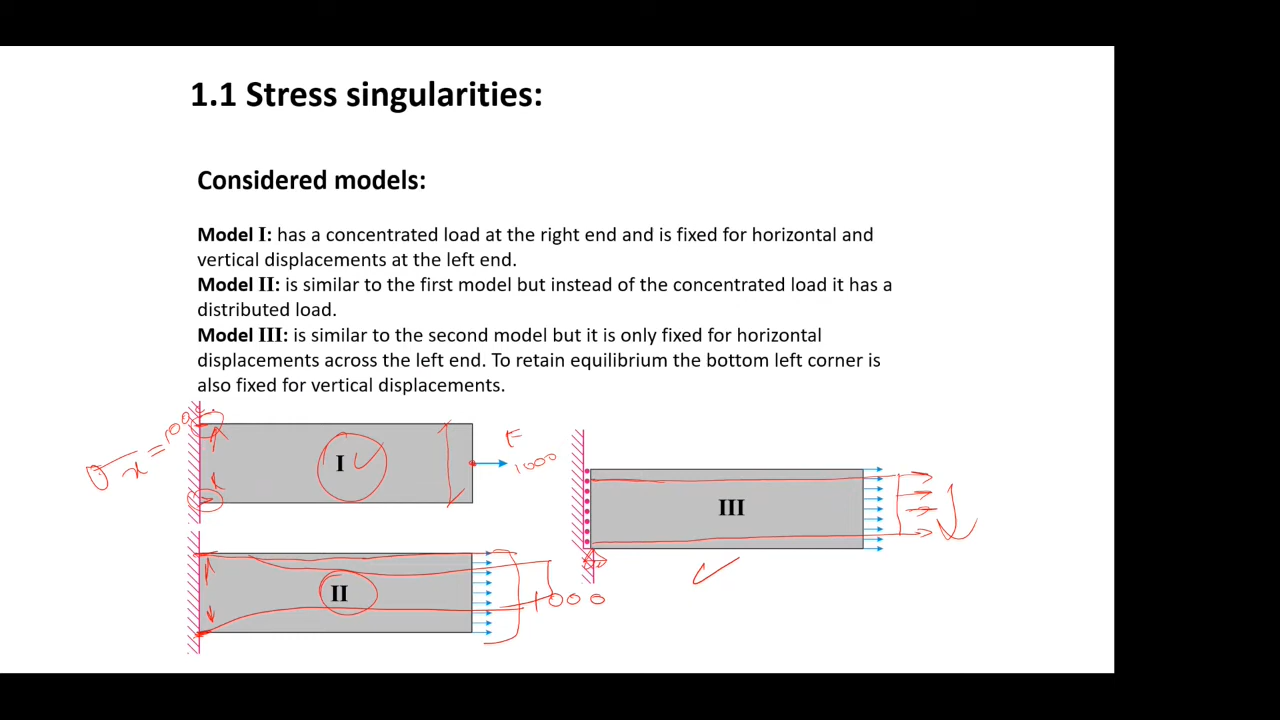 1.1 Stress singularities:
Considered models:
Model I: has a concentrated load at the right end and is fixed for horizontal and
vertical displacements at the left end.
Model II: is similar to the first model but instead of the concentrated load it has a
distributed load.
Model III: is similar to the second model but it is only fixed for horizontal
displacements across the left end. To retain equilibrium the bottom left corner is
also fixed for vertical displacements.
I
F
1000
III
II
1000